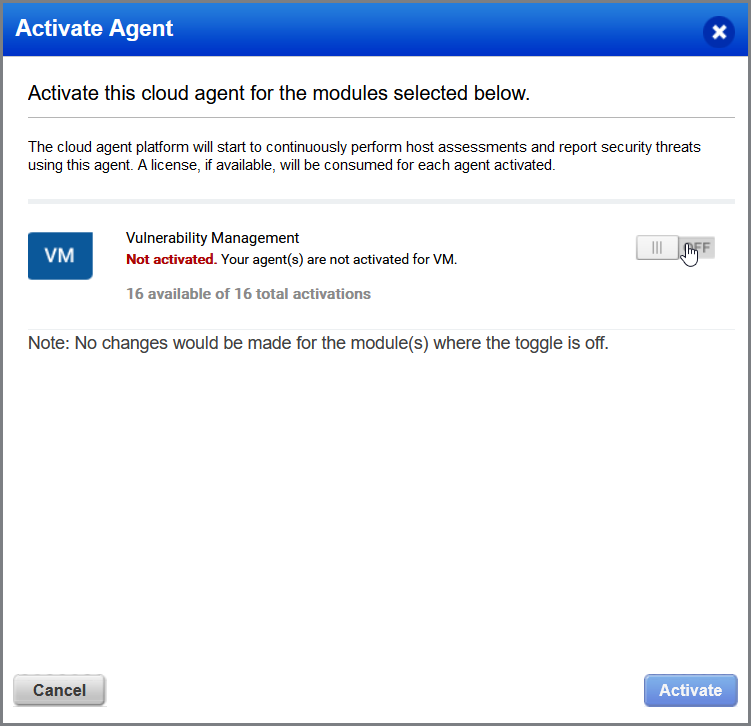 Activate Agent
Activate this cloud agent for the modules selected below.
The cloud agent platform will start to continuously perform host assessments and report security threats
using this agent. A license, if available, will be consumed for each agent activated.
VM
Vulnerability Management
Not activated. Your agent(s) are not activated for VM.
OFF
16 available of 16 total activations
Note: No changes would be made for the module(s) where the toggle is off.
Cancel
Activate